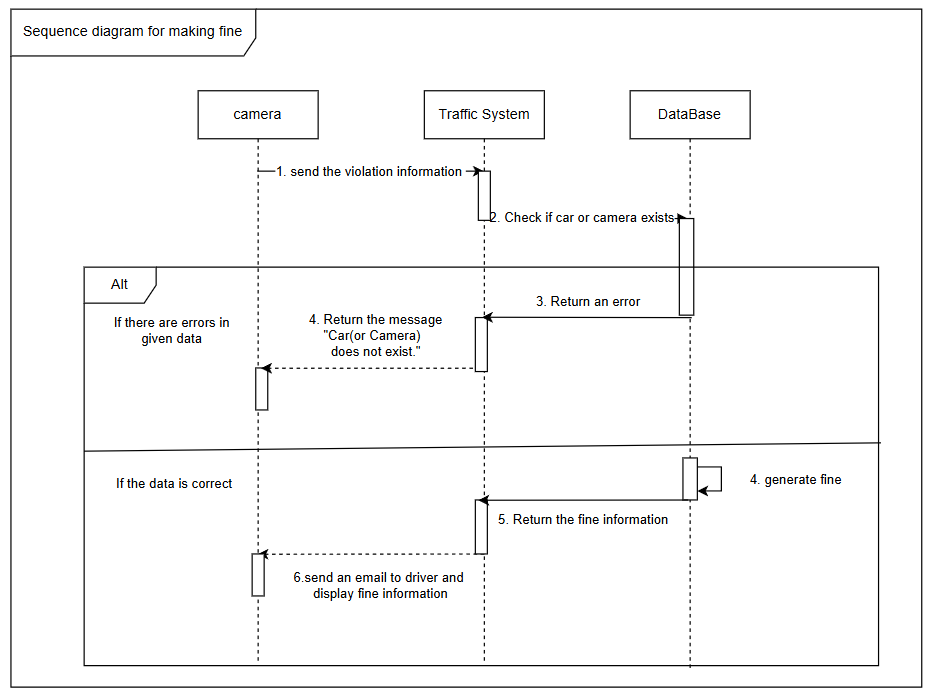 Sequence diagram for making fine
camera
Traffic System
DataBase
1. send the violation information
2. Check if car or camera exists
Alt
3. Return an error
If there are errors in
given data
4. Return the message
"Car(or Camera)
does not exist."
If the data is correct
4. generate fine
5. Return the fine information
6.send an email to driver and
display fine information